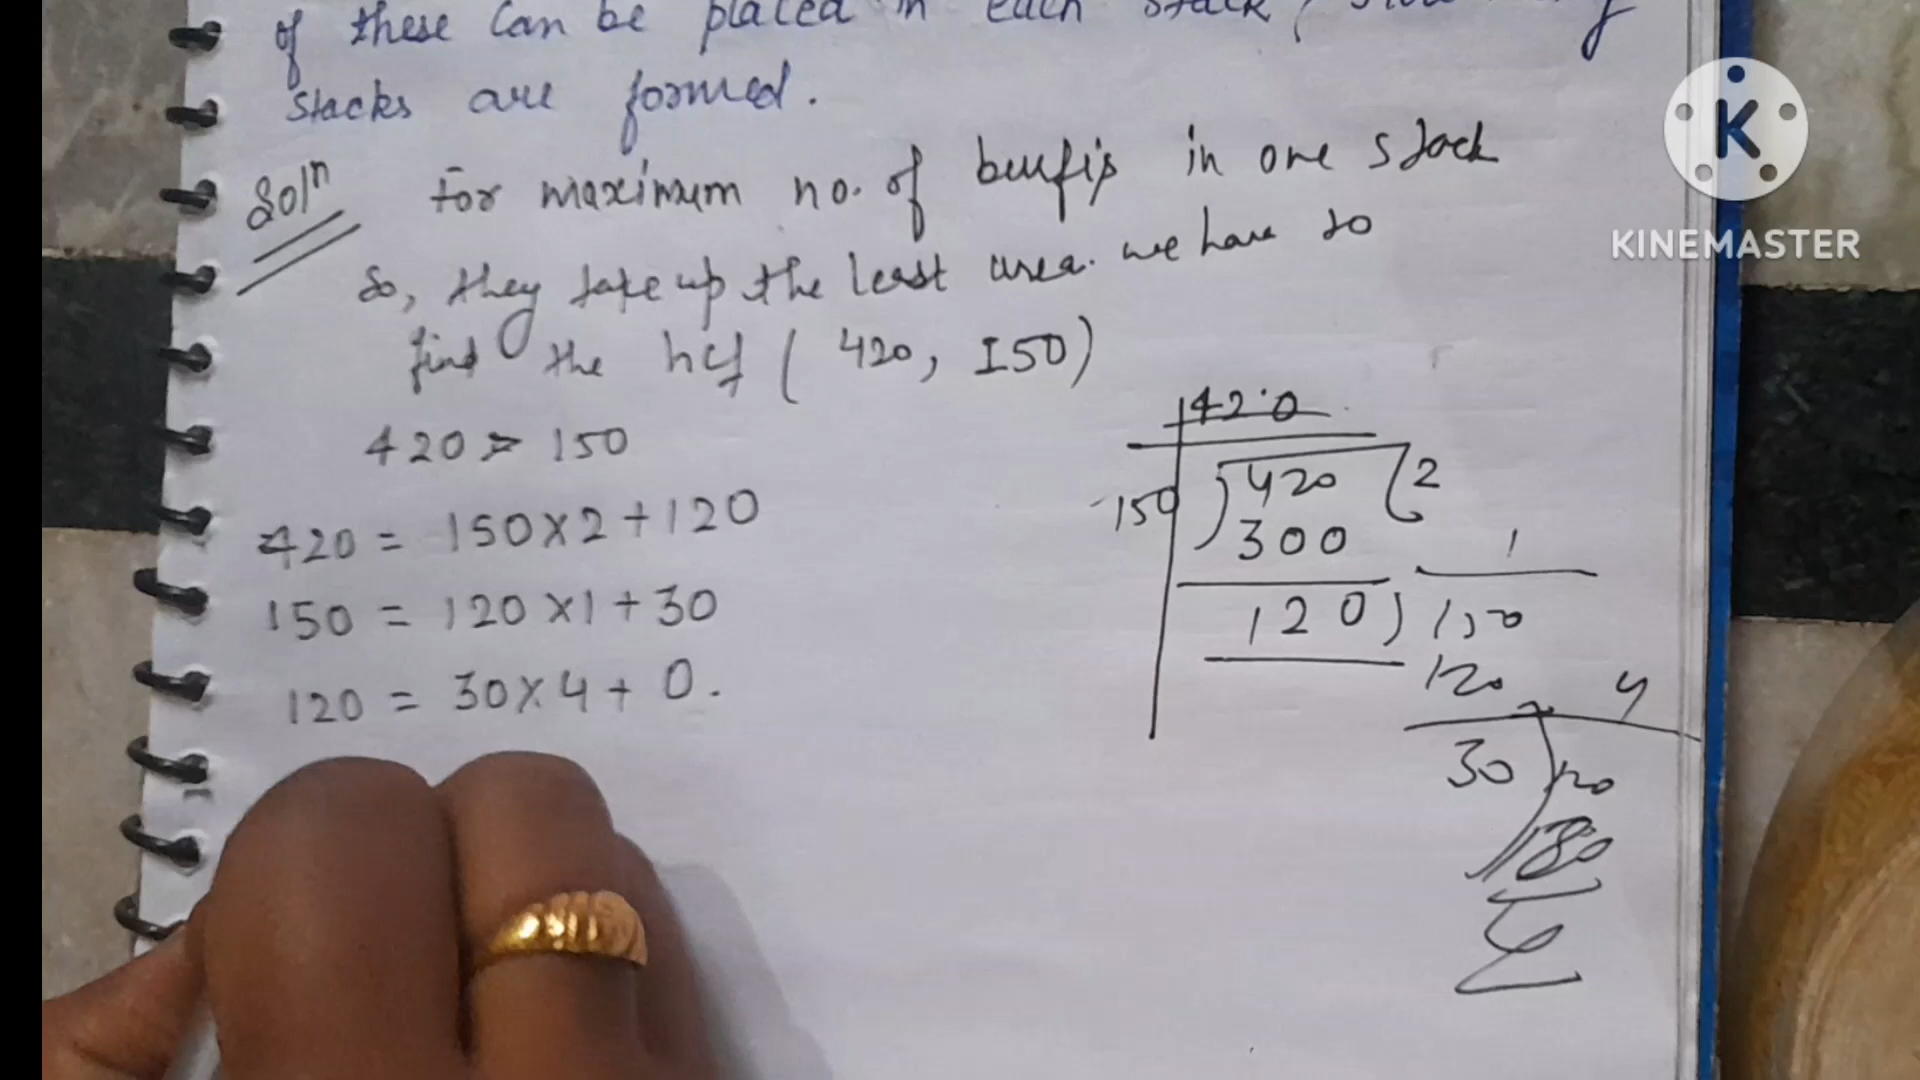 of these can be placed in each stack,
stacks are formed.
Solⁿ For maximum no. of burfis in one stack
So, they take up the least area. we have to
find the hcf ( 420, 150)
420 > 150
420 = 150×2+120
150 = 120×1+30
120 = 30×4+0.
420
150 ) 420 ( 2
300
1
120 ) 150
120
4
30 ) 120
K
KINEMASTER